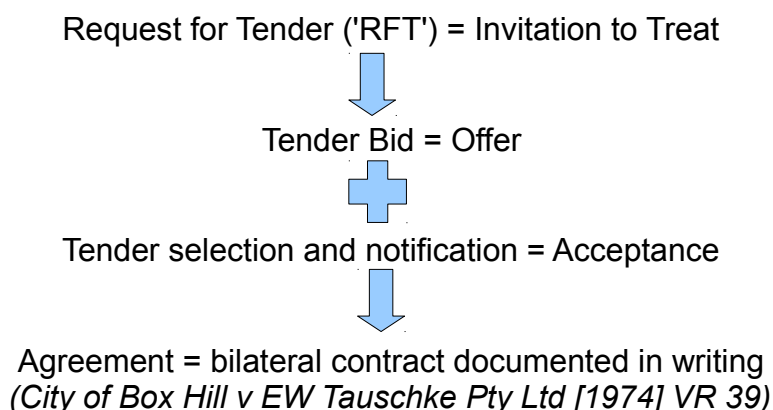 Request for Tender ('RFT') = Invitation to Treat
Tender Bid = Offer
Tender selection and notification = Acceptance
Agreement = bilateral contract documented in writing
(City of Box Hill v EW Tauschke Pty Ltd [1974] VR 39)